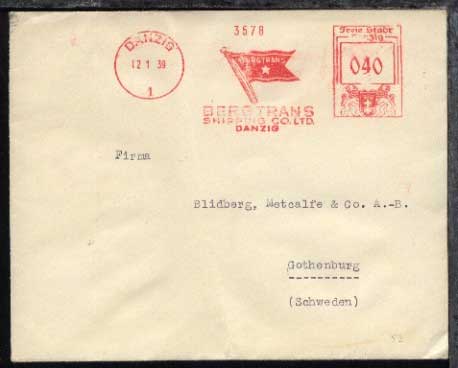 3578
DANZIG
12 1 39
1
BERGTRANS
BERGTRANS
SHIPPING CO. LTD.
DANZIG
Freie Stadt
Danzig
040
Firma
Blidberg, Metcalfe & Co. A.-B.
Gothenburg
(Schweden)